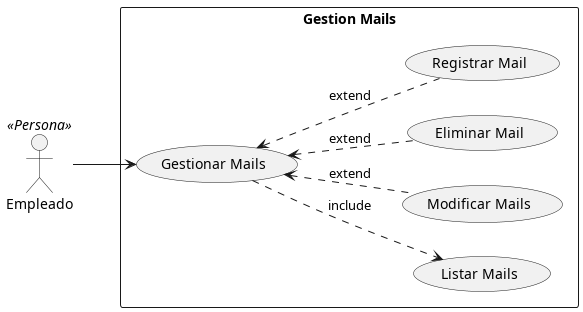 Gestion Mails
Registrar Mail
extend
Eliminar Mail
extend
«Persona»
Gestionar Mails
extend
Modificar Mails
Empleado
include
Listar Mails